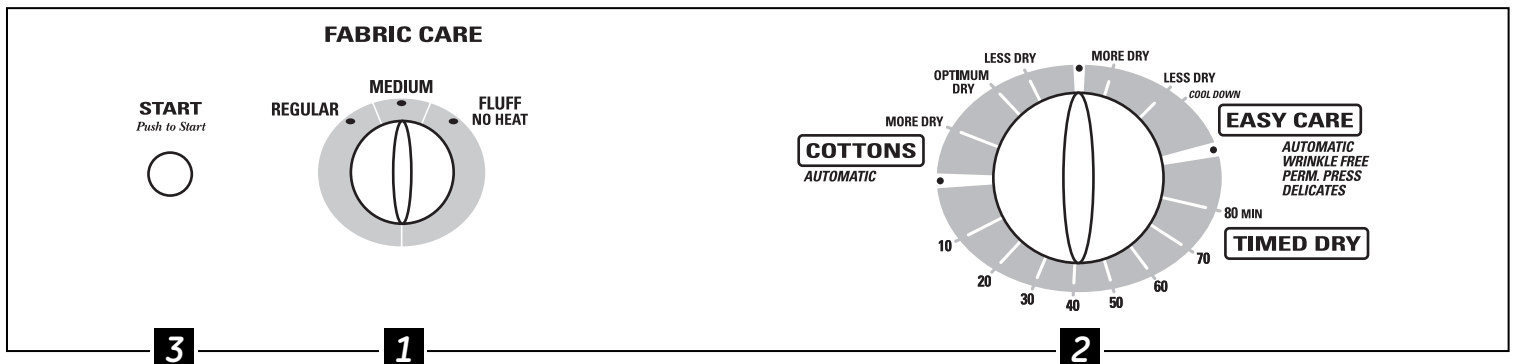 FABRIC CARE
START
Push to Start
REGULAR
MEDIUM
FLUFF
NO HEAT
COTTONS
AUTOMATIC
MORE DRY
OPTIMUM
DRY
LESS DRY
MORE DRY
LESS DRY
COOL DOWN
EASY CARE
AUTOMATIC
WRINKLE FREE
PERM. PRESS
DELICATES
80 MIN
TIMED DRY
70
60
50
40
30
20
10
3
1
2